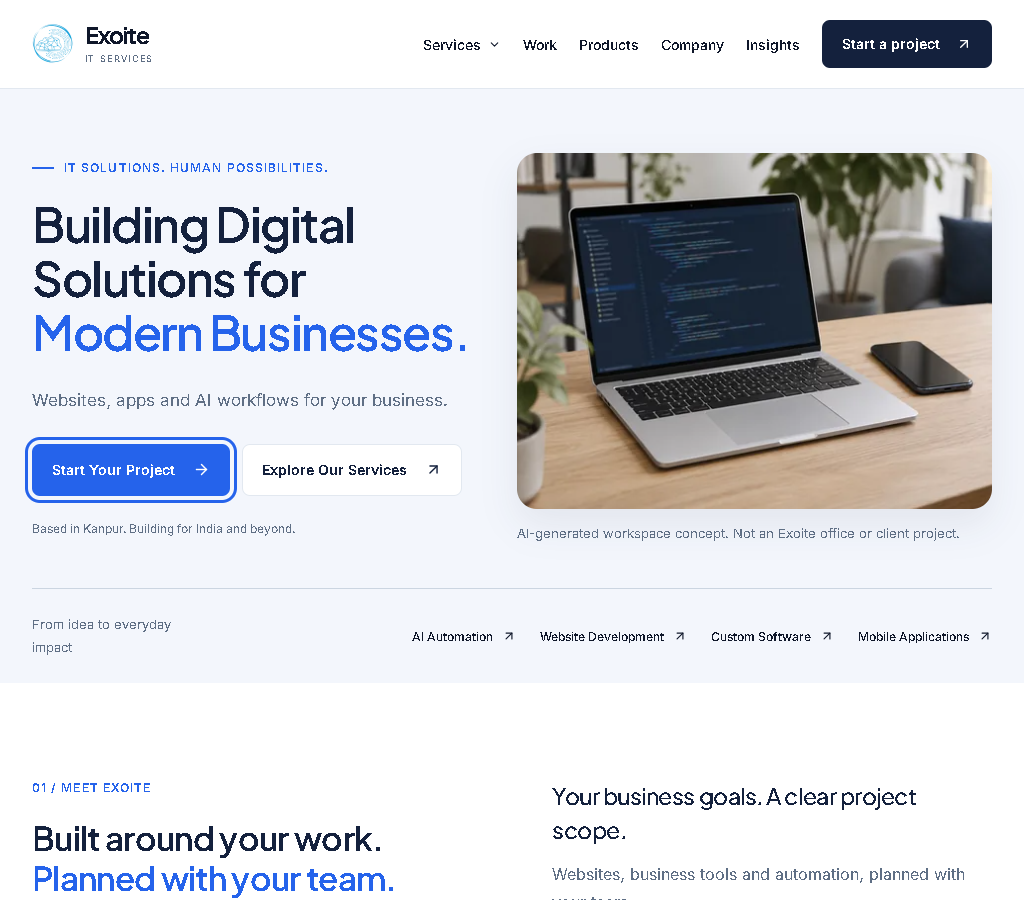 Exoite
IT SERVICES
Services
Work
Products
Company
Insights
Start a project
IT SOLUTIONS. HUMAN POSSIBILITIES.
Building Digital
Solutions for
Modern Businesses.
Websites, apps and AI workflows for your business.
Start Your Project
Explore Our Services
Based in Kanpur. Building for India and beyond.
AI-generated workspace concept. Not an Exoite office or client project.
From idea to everyday
impact
AI Automation
Website Development
Custom Software
Mobile Applications
01 / MEET EXOITE
Built around your work.
Planned with your team.
Your business goals. A clear project
scope.
Websites, business tools and automation, planned with